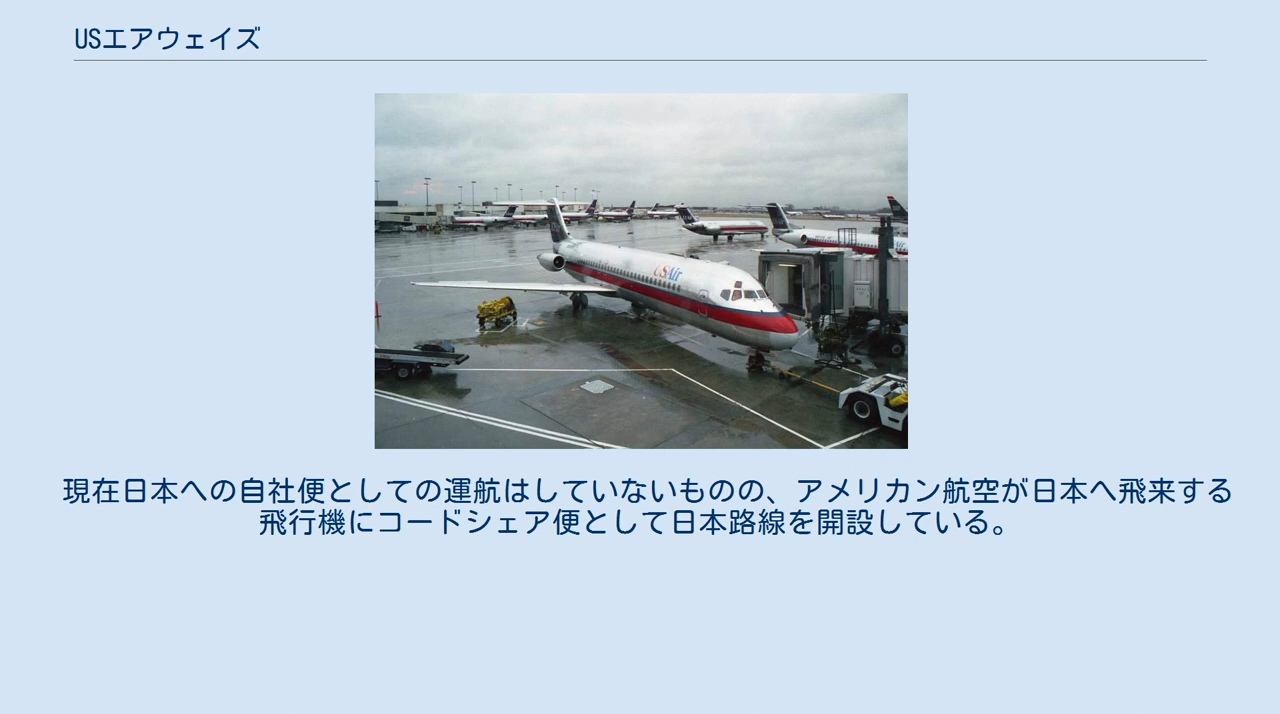 USエアウェイズ
USAir
現在日本への自社便としての運航はしていないものの、アメリカン航空が日本へ飛来する
飛行機にコードシェア便として日本路線を開設している。